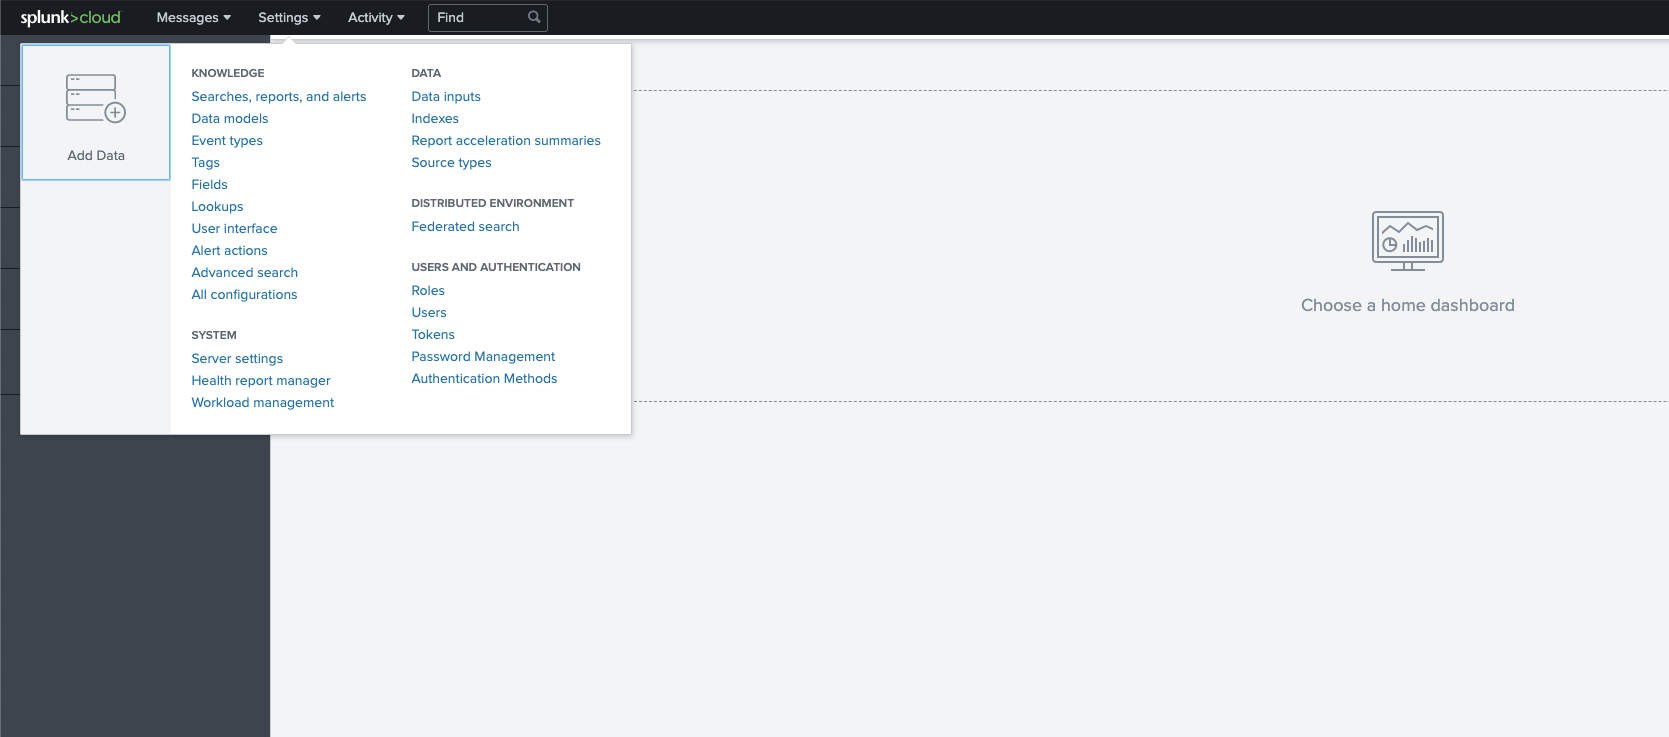 splunk>cloud
Messages
Settings
Activity
Find
Add Data
KNOWLEDGE
Searches, reports, and alerts
Data models
Event types
Tags
Fields
Lookups
User interface
Alert actions
Advanced search
All configurations
SYSTEM
Server settings
Health report manager
Workload management
DATA
Data inputs
Indexes
Report acceleration summaries
Source types
DISTRIBUTED ENVIRONMENT
Federated search
USERS AND AUTHENTICATION
Roles
Users
Tokens
Password Management
Authentication Methods
Choose a home dashboard